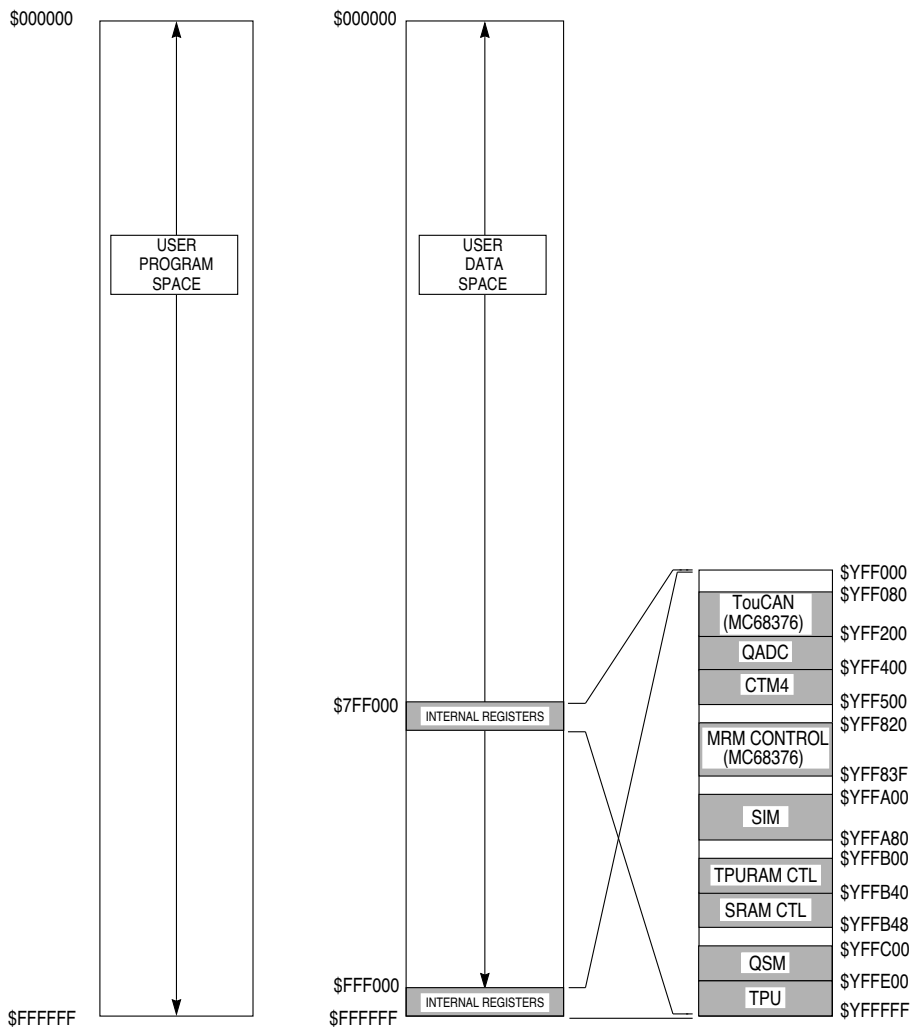 $000000
USER
PROGRAM
SPACE
$FFFFFF
$000000
USER
DATA
SPACE
$7FF000
INTERNAL REGISTERS
$FFF000
INTERNAL REGISTERS
$FFFFFF
$YFF000
$YFF080
TouCAN
(MC68376)
$YFF200
QADC
$YFF400
CTM4
$YFF500
$YFF820
MRM CONTROL
(MC68376)
$YFF83F
$YFFA00
SIM
$YFFA80
$YFFB00
TPURAM CTL
$YFFB40
SRAM CTL
$YFFB48
$YFFC00
QSM
$YFFE00
TPU
$YFFFFF